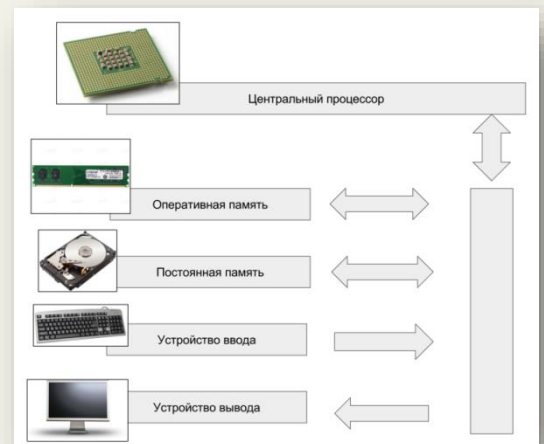 Центральный процессор
Оперативная память
Постоянная память
Устройство ввода
Устройство вывода